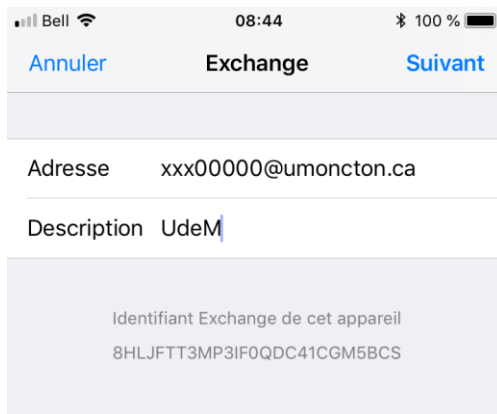 Bell 08:44 100 %
Annuler Exchange Suivant
Adresse xxx00000@umoncton.ca
Description UdeM
Identifiant Exchange de cet appareil
8HLJFTT3MP3IF0QDC41CGM5BCS